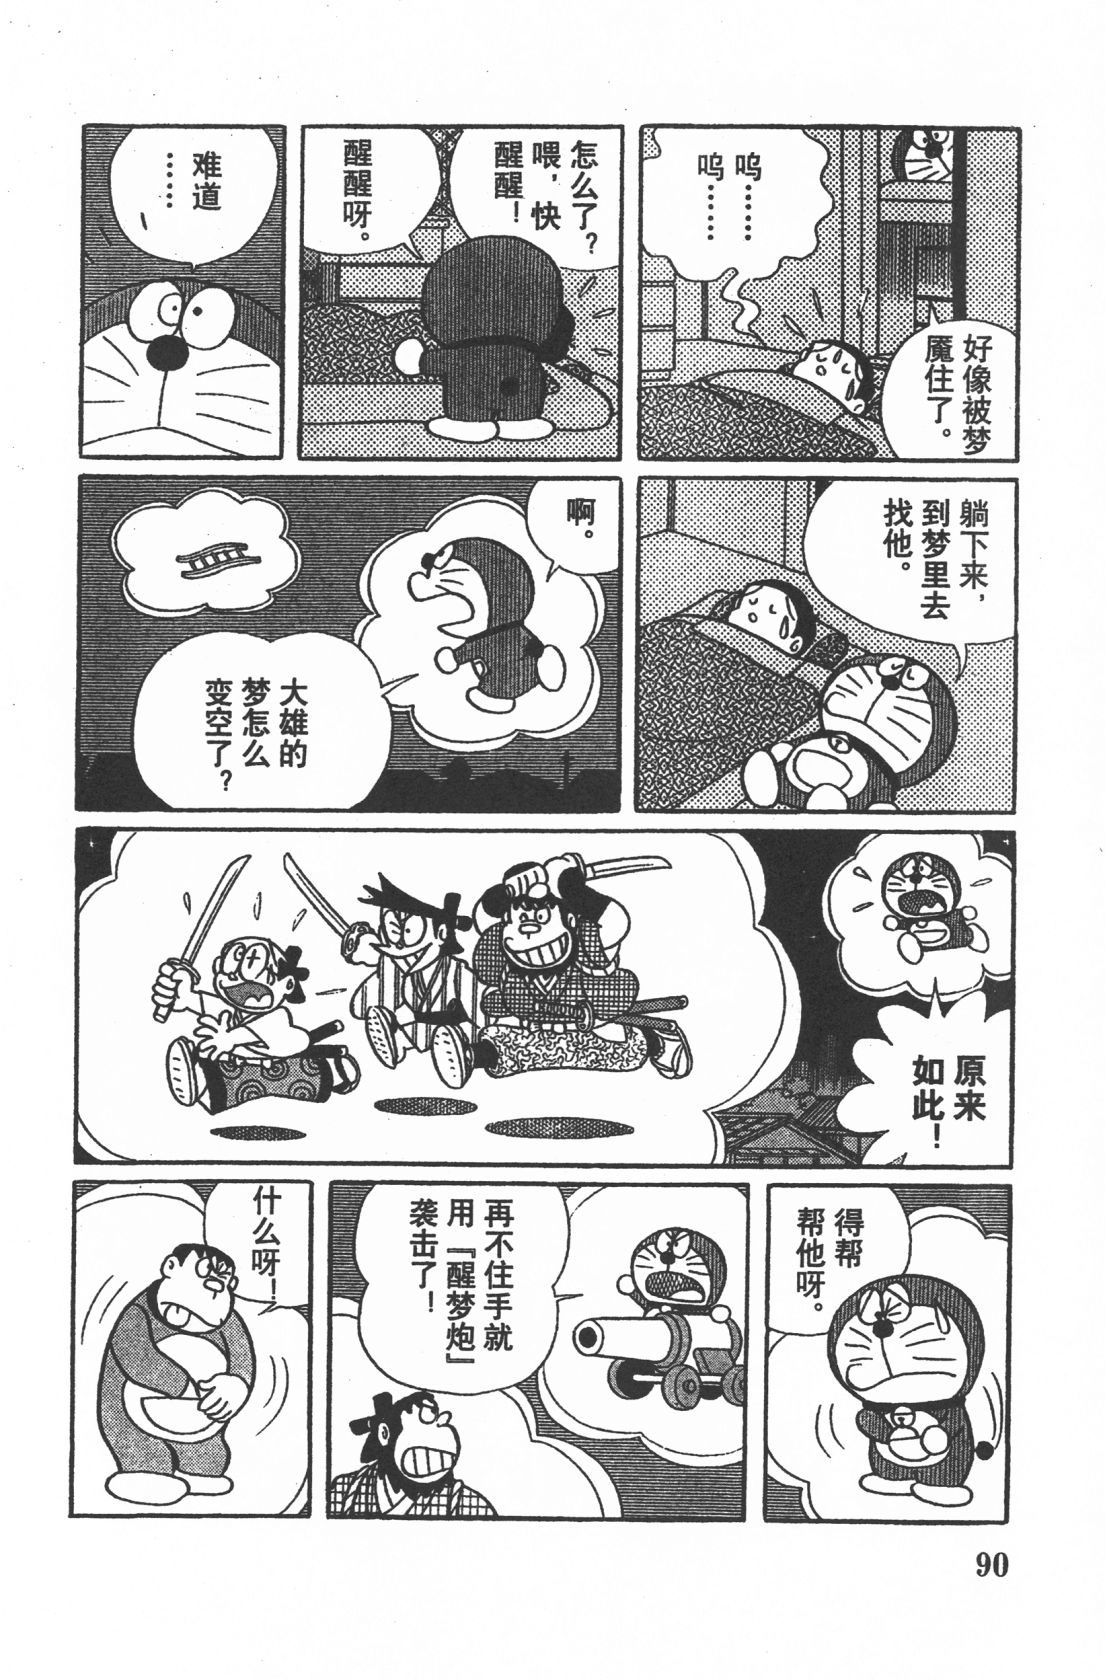 呜……
呜……
好像被梦
魇住了。
怎么了？
喂，快
醒醒！
醒醒呀。
难道
……
躺下来，
到梦里去
找他。
啊。
大雄的
梦怎么
变空了？
原来
如此！
得帮
帮他呀。
再不住手就
用『醒梦炮』
袭击了！
什么呀！
90